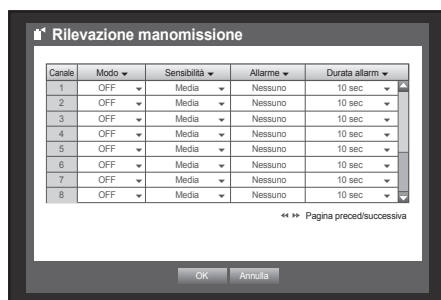 Rilevazione manomissione
Canale Modo Sensibilità Allarme Durata allarm
1 OFF Media Nessuno 10 sec
2 OFF Media Nessuno 10 sec
3 OFF Media Nessuno 10 sec
4 OFF Media Nessuno 10 sec
5 OFF Media Nessuno 10 sec
6 OFF Media Nessuno 10 sec
7 OFF Media Nessuno 10 sec
8 OFF Media Nessuno 10 sec
Pagina preced/successiva
OK Annulla